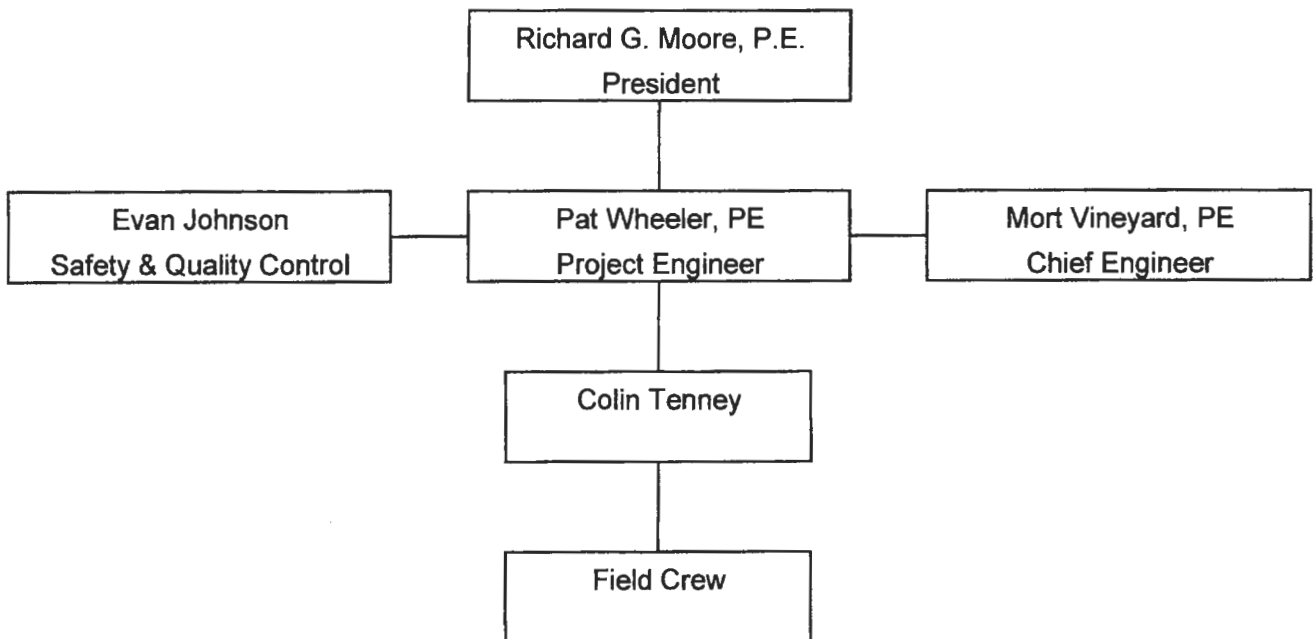 Richard G. Moore, P.E.
President
Evan Johnson
Safety & Quality Control
Pat Wheeler, PE
Project Engineer
Mort Vineyard, PE
Chief Engineer
Colin Tenney
Field Crew